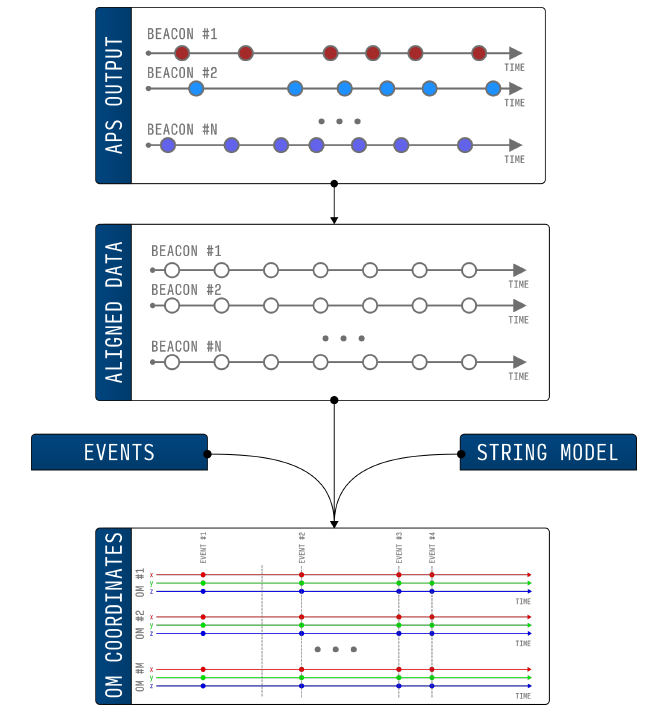 APS OUTPUT
BEACON #1
TIME
BEACON #2
TIME
BEACON #N
TIME
ALIGNED DATA
BEACON #1
TIME
BEACON #2
TIME
BEACON #N
TIME
EVENTS
STRING MODEL
OM COORDINATES
EVENT #1
EVENT #2
EVENT #3
EVENT #4
OM #1
x
y
z
TIME
OM #2
x
y
z
TIME
OM #M
x
y
z
TIME